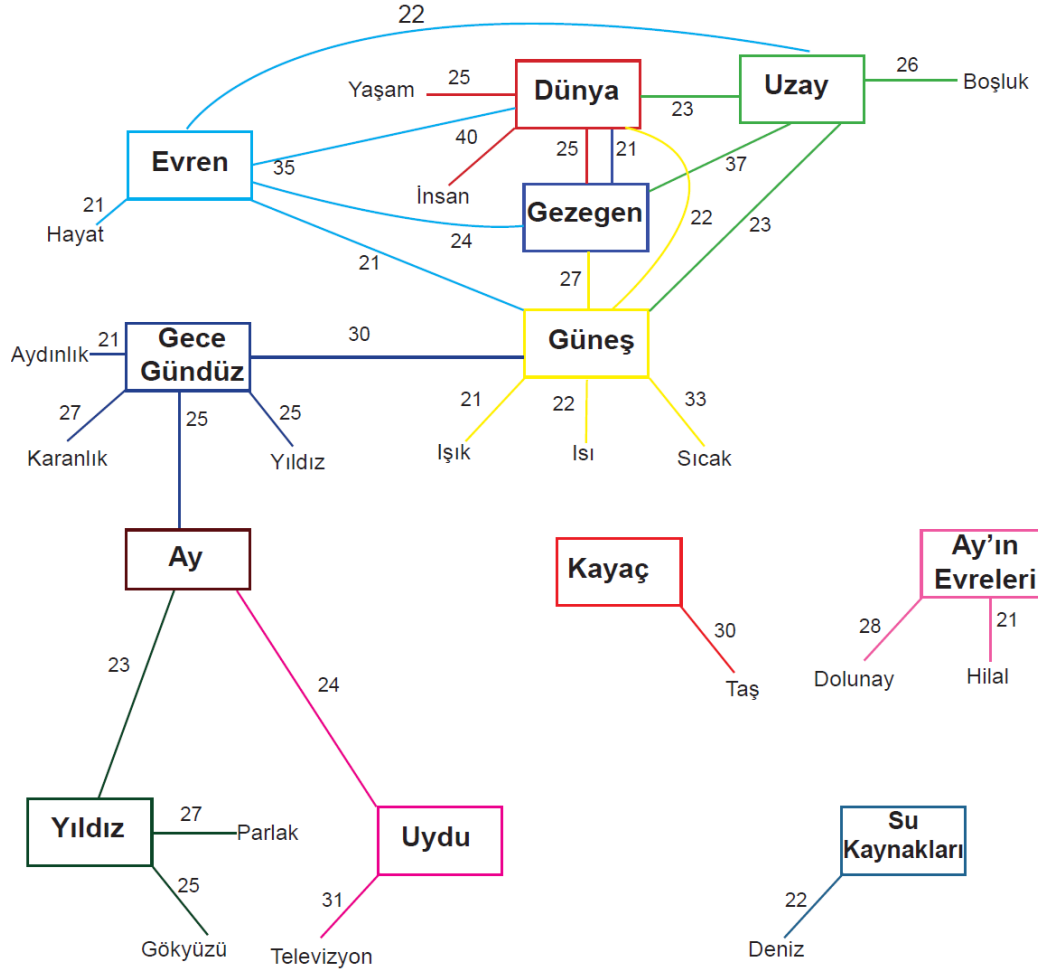 22
Yaşam
25
Dünya
23
Uzay
26
Boşluk
Evren
35
40
25
21
37
İnsan
Gezegen
21
Hayat
24
22
23
21
27
Gece
Gündüz
21
Aydınlık
30
Güneş
27
25
25
21
22
33
Karanlık
Yıldız
Işık
Isı
Sıcak
Ay
Kayaç
Ay’ın
Evreleri
30
28
21
23
24
Taş
Dolunay
Hilal
Yıldız
27
Parlak
Uydu
Su
Kaynakları
25
31
22
Gökyüzü
Televizyon
Deniz